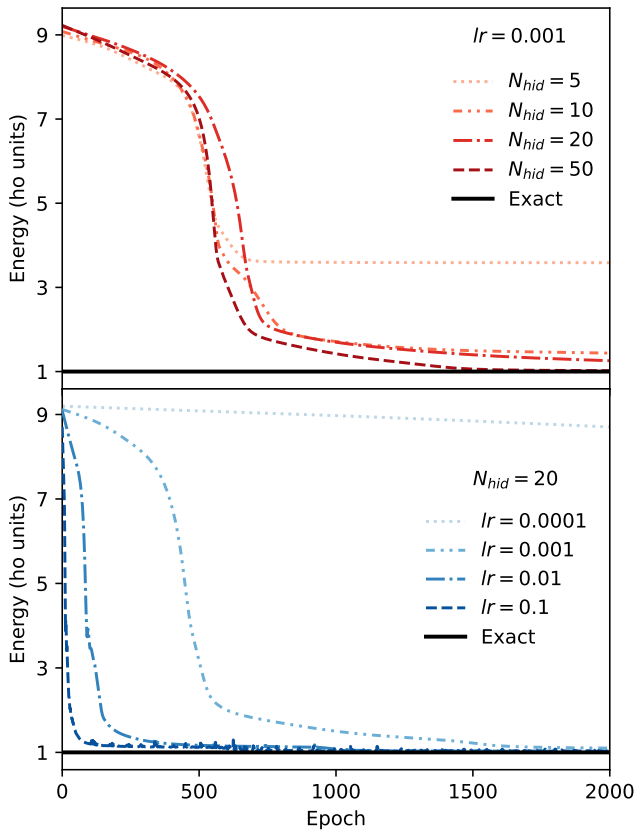 lr = 0.001
N_hid = 5
N_hid = 10
N_hid = 20
N_hid = 50
Exact
Energy (ho units)
9
7
5
3
1
N_hid = 20
lr = 0.0001
lr = 0.001
lr = 0.01
lr = 0.1
Exact
Energy (ho units)
9
7
5
3
1
0 500 1000 1500 2000
Epoch